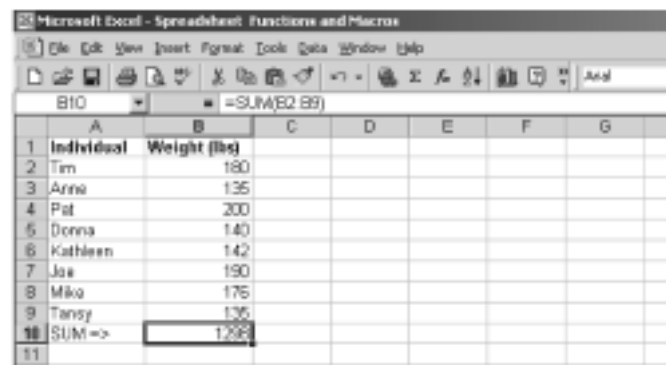 Microsoft Excel - Spreadsheet Functions and Macros
File Edit View Insert Format Tools Data Window Help
Arial
B10 = =SUM(B2:B9)
A B C D E F G
1 Individual Weight (lbs)
2 Tim 180
3 Anne 135
4 Pat 200
5 Donna 140
6 Kathleen 142
7 Joe 190
8 Mike 176
9 Tansy 135
10 SUM => 1298
11